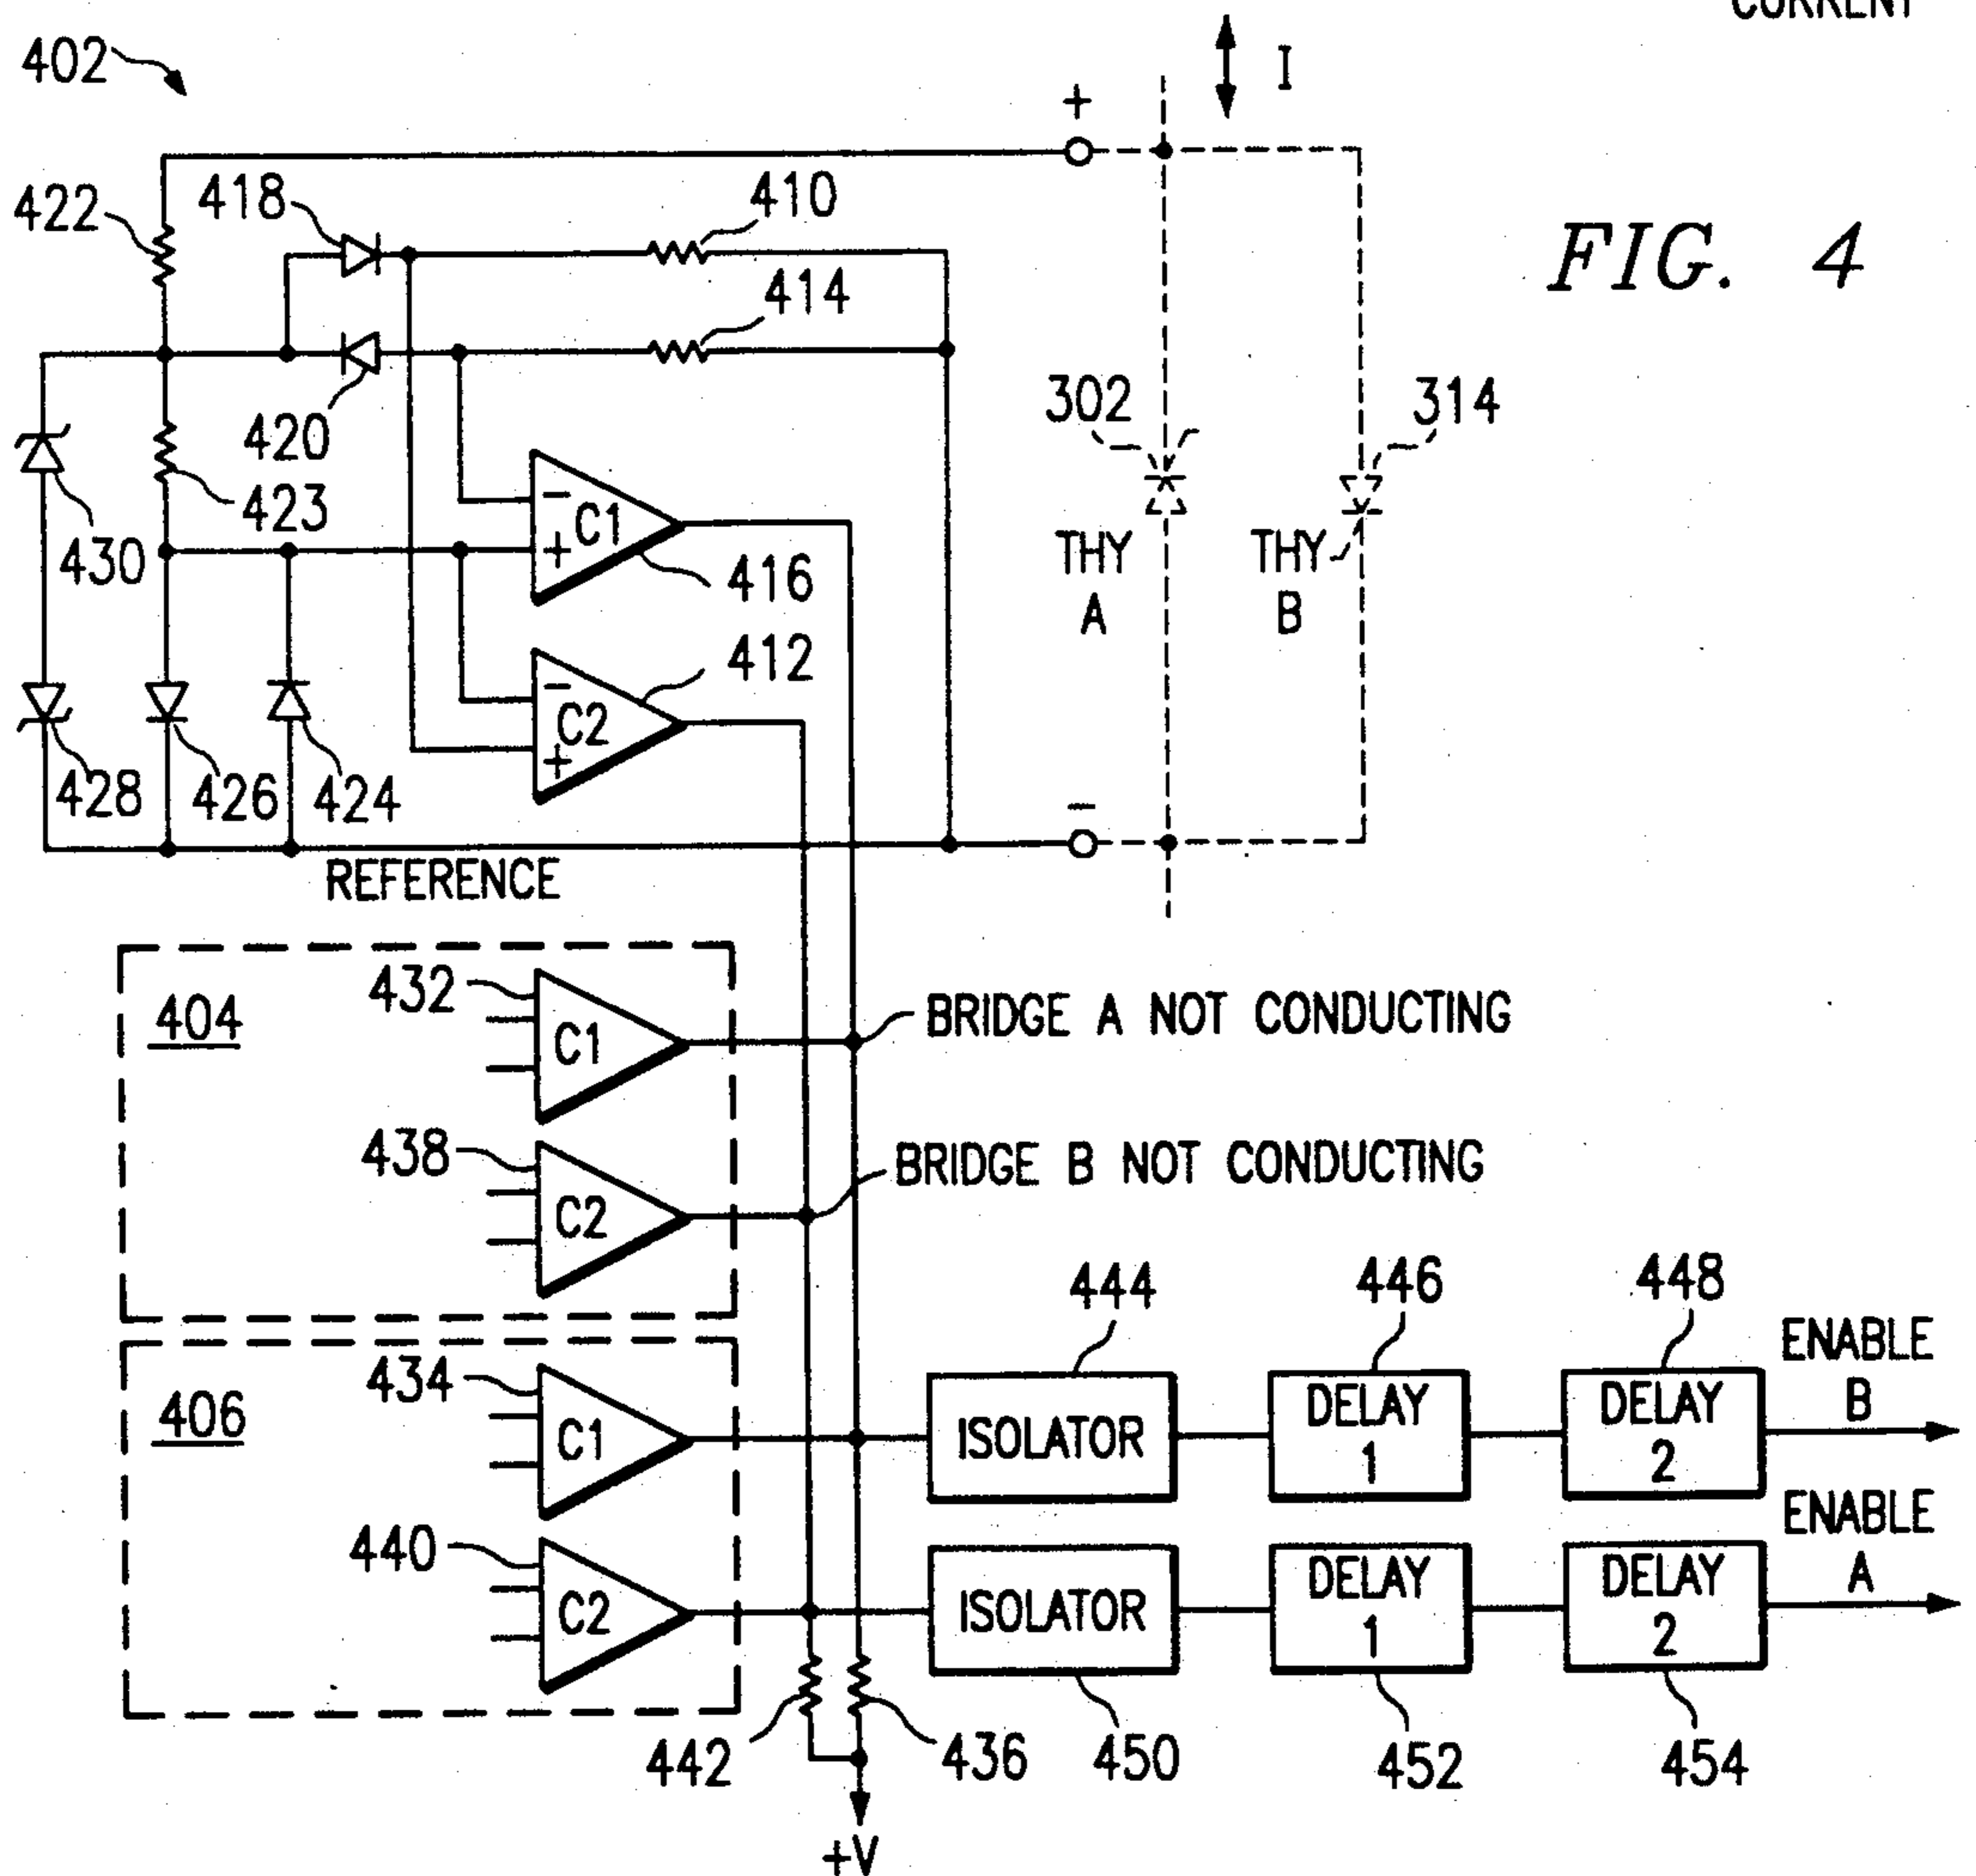 CURRENT
402
I
+
422
418
410
FIG. 4
414
302
314
420
423
430
− C1 +
416
THY A
THY B
412
− C2 +
428
426
424
−
REFERENCE
404
432
C1
BRIDGE A NOT CONDUCTING
438
C2
BRIDGE B NOT CONDUCTING
444
446
448
ENABLE B
406
434
C1
ISOLATOR
DELAY 1
DELAY 2
440
C2
ISOLATOR
DELAY 1
DELAY 2
ENABLE A
442
436
450
452
454
+V